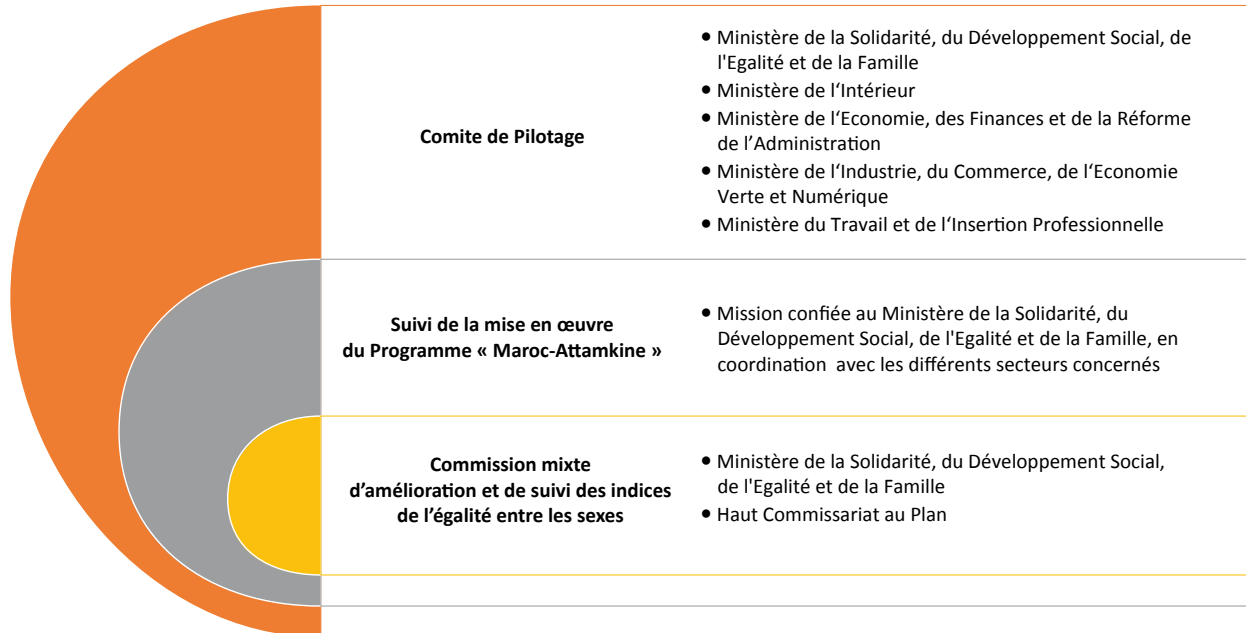 Comite de Pilotage
• Ministère de la Solidarité, du Développement Social, de
l'Egalité et de la Famille
• Ministère de l‘Intérieur
• Ministère de l‘Economie, des Finances et de la Réforme
de l’Administration
• Ministère de l‘Industrie, du Commerce, de l‘Economie
Verte et Numérique
• Ministère du Travail et de l‘Insertion Professionnelle
Suivi de la mise en œuvre
du Programme « Maroc-Attamkine »
• Mission confiée au Ministère de la Solidarité, du
Développement Social, de l'Egalité et de la Famille, en
coordination avec les différents secteurs concernés
Commission mixte
d’amélioration et de suivi des indices
de l’égalité entre les sexes
• Ministère de la Solidarité, du Développement Social,
de l'Egalité et de la Famille
• Haut Commissariat au Plan